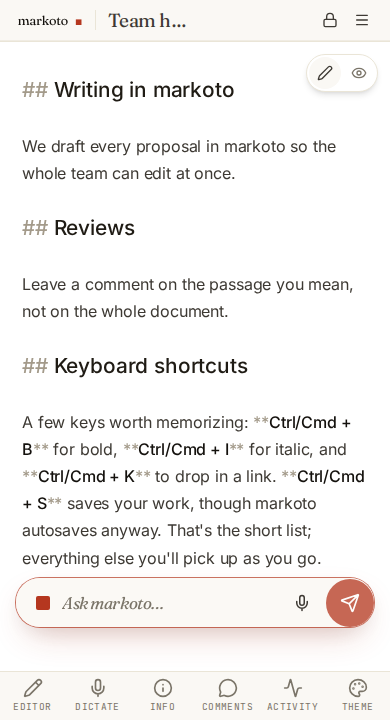 markoto
Team h...
## Writing in markoto
We draft every proposal in markoto so the
whole team can edit at once.
## Reviews
Leave a comment on the passage you mean,
not on the whole document.
## Keyboard shortcuts
A few keys worth memorizing: **Ctrl/Cmd +
B** for bold, **Ctrl/Cmd + I** for italic, and
**Ctrl/Cmd + K** to drop in a link. **Ctrl/Cmd
+ S** saves your work, though markoto
autosaves anyway. That's the short list;
everything else you'll pick up as you go.
Ask markoto...
EDITOR DICTATE INFO COMMENTS ACTIVITY THEME